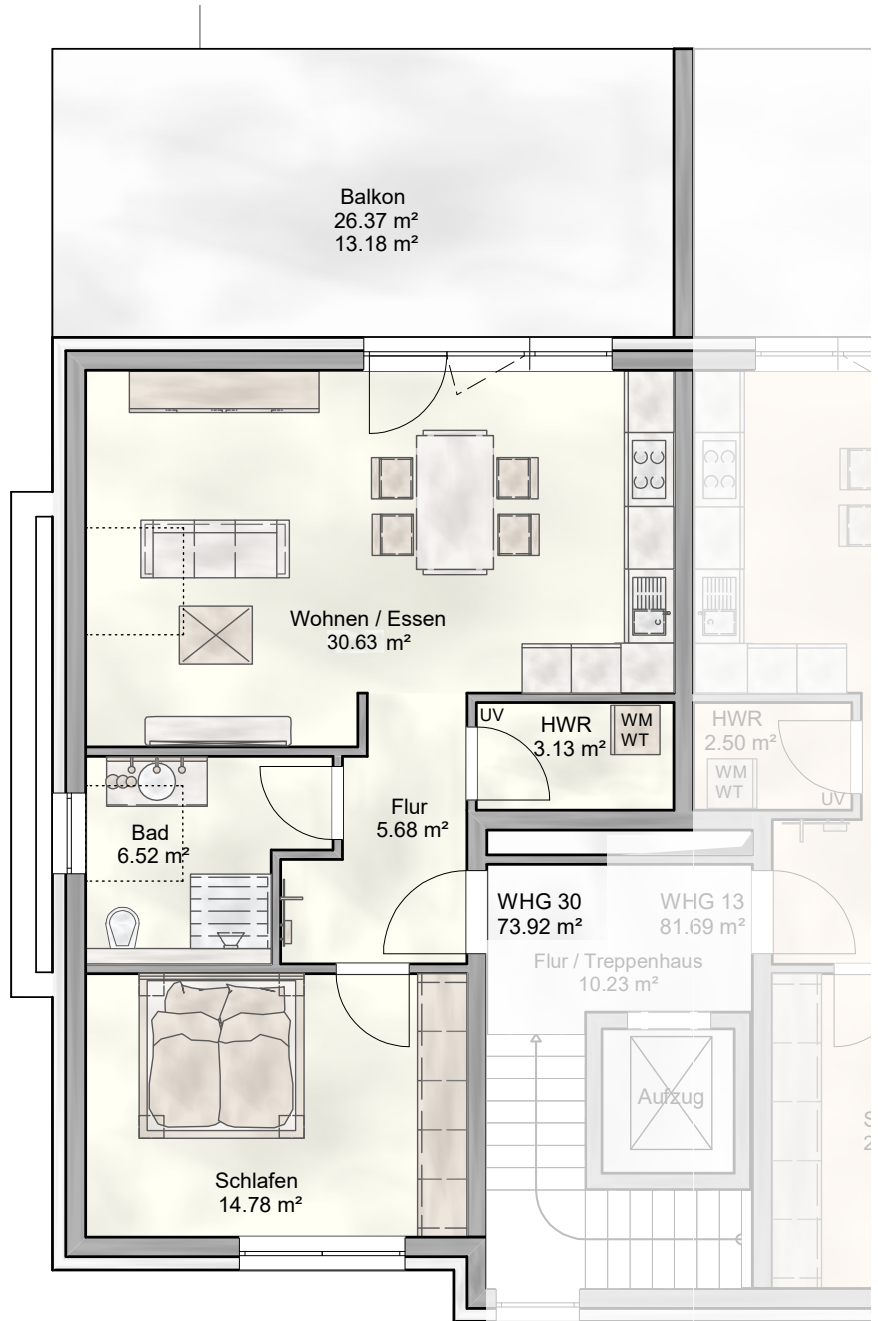 Balkon
26.37 m²
13.18 m²
Wohnen / Essen
30.63 m²
UV
HWR
3.13 m²
WM
WT
HWR
2.50 m²
WM
WT
UV
Flur
5.68 m²
Bad
6.52 m²
WHG 30
73.92 m²
WHG 13
81.69 m²
Flur / Treppenhaus
10.23 m²
Aufzug
Schlafen
14.78 m²
S
2